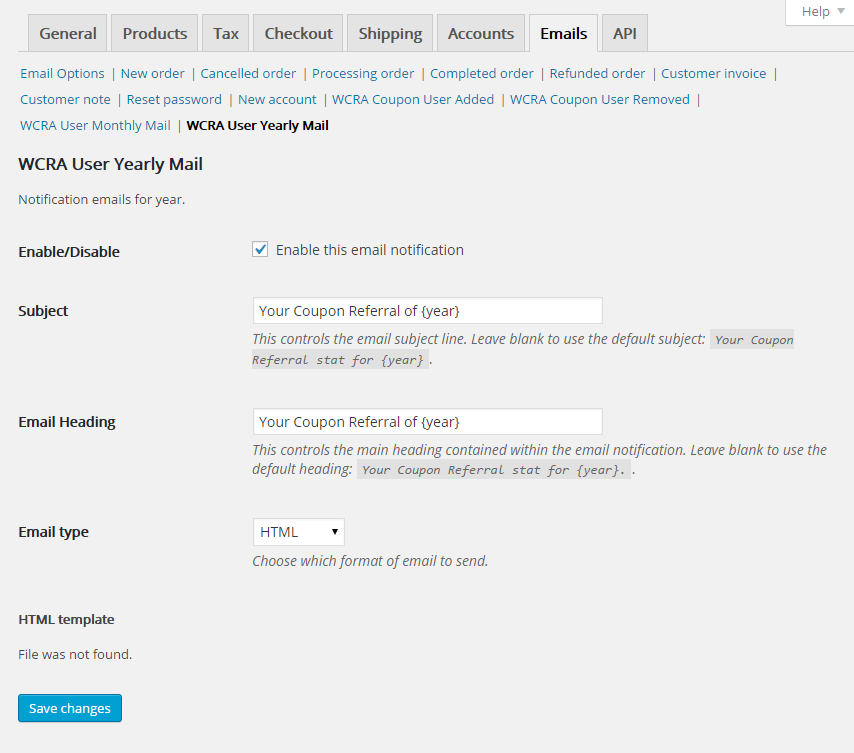 Help
General Products Tax Checkout Shipping Accounts Emails API
Email Options | New order | Cancelled order | Processing order | Completed order | Refunded order | Customer invoice |
Customer note | Reset password | New account | WCRA Coupon User Added | WCRA Coupon User Removed |
WCRA User Monthly Mail | WCRA User Yearly Mail
WCRA User Yearly Mail
Notification emails for year.
Enable/Disable Enable this email notification
Subject Your Coupon Referral of {year}
This controls the email subject line. Leave blank to use the default subject: Your Coupon
Referral stat for {year}.
Email Heading Your Coupon Referral of {year}
This controls the main heading contained within the email notification. Leave blank to use the
default heading: Your Coupon Referral stat for {year}. .
Email type HTML
Choose which format of email to send.
HTML template
File was not found.
Save changes